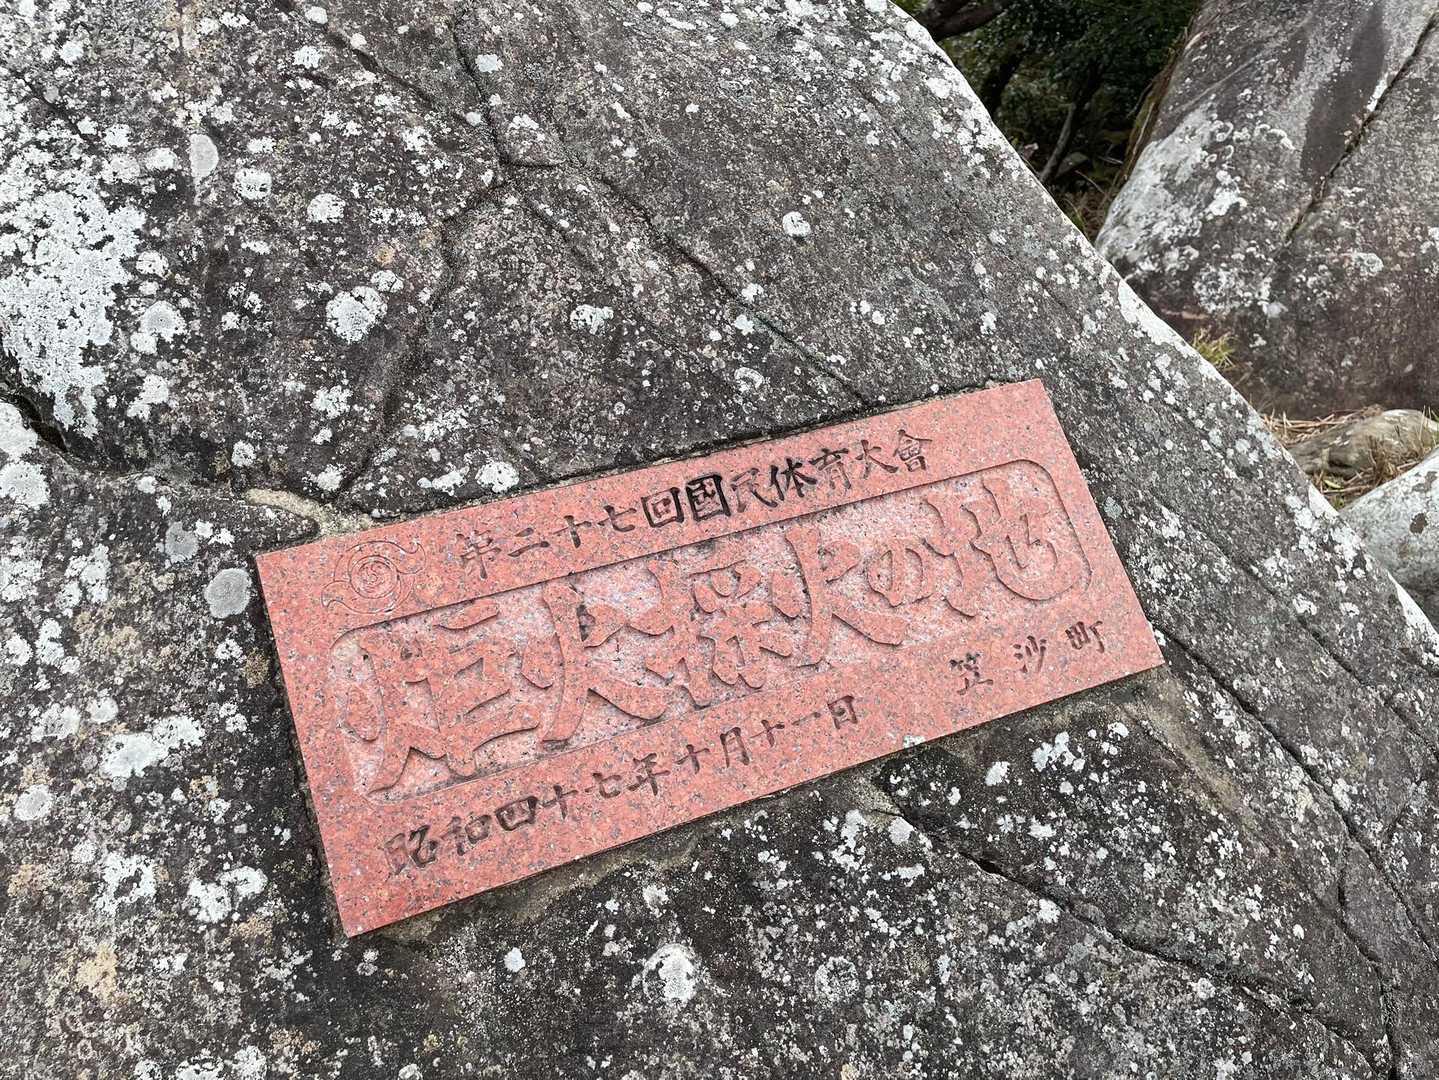 第二十七回國民体育大會
炬火採火の地
笠沙町
昭和四十七年十月十一日